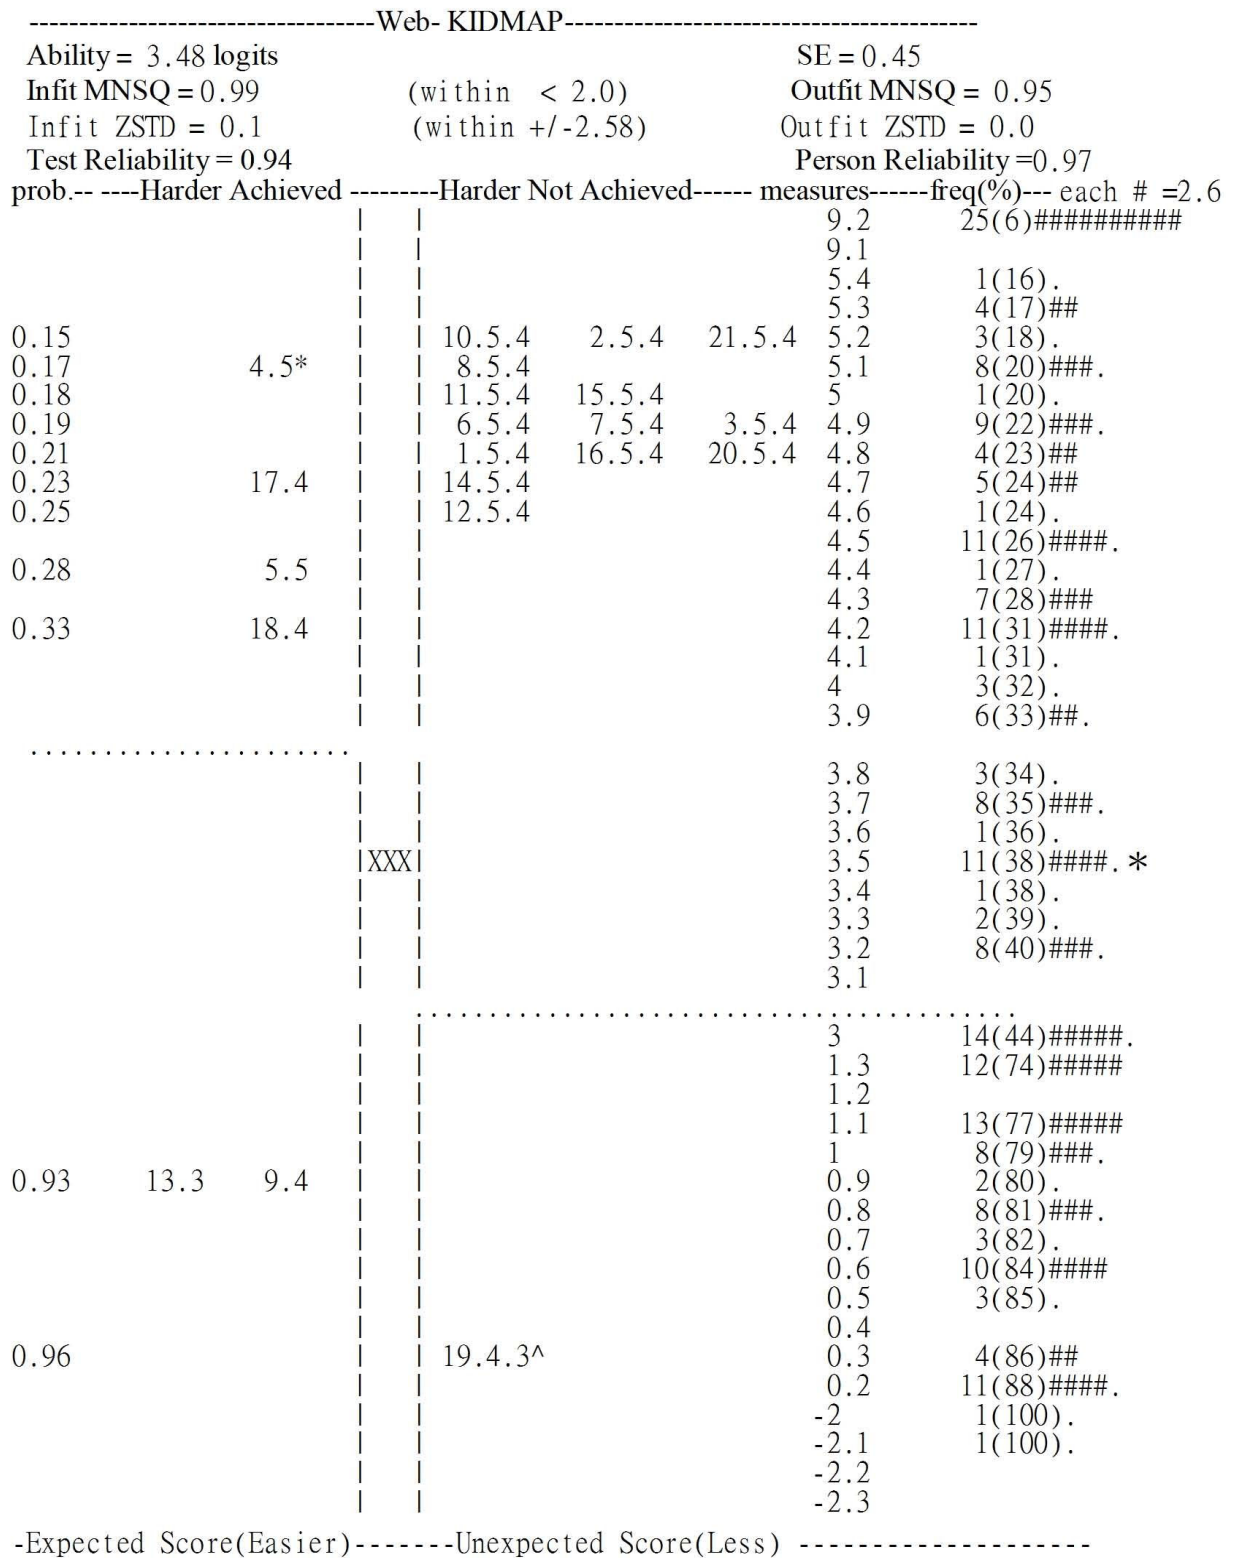 -----------------------------------Web- KIDMAP------------------------------------------
Ability = 3.48 logits SE = 0.45
Infit MNSQ = 0.99 (within < 2.0) Outfit MNSQ = 0.95
Infit ZSTD = 0.1 (within +/-2.58) Outfit ZSTD = 0.0
Test Reliability = 0.94 Person Reliability =0.97
prob.-- ----Harder Achieved ---------Harder Not Achieved------ measures------freq(%)--- each # =2.6
| | 9.2 25(6)##########
| | 9.1
| | 5.4 1(16).
| | 5.3 4(17)##
0.15 | | 10.5.4 2.5.4 21.5.4 5.2 3(18).
0.17 4.5* | | 8.5.4 5.1 8(20)###.
0.18 | | 11.5.4 15.5.4 5 1(20).
0.19 | | 6.5.4 7.5.4 3.5.4 4.9 9(22)###.
0.21 | | 1.5.4 16.5.4 20.5.4 4.8 4(23)##
0.23 17.4 | | 14.5.4 4.7 5(24)##
0.25 | | 12.5.4 4.6 1(24).
| | 4.5 11(26)####.
0.28 5.5 | | 4.4 1(27).
| | 4.3 7(28)###
0.33 18.4 | | 4.2 11(31)####.
| | 4.1 1(31).
| | 4 3(32).
| | 3.9 6(33)##.
......................
| | 3.8 3(34).
| | 3.7 8(35)###.
| | 3.6 1(36).
|XXX| 3.5 11(38)####. *
| | 3.4 1(38).
| | 3.3 2(39).
| | 3.2 8(40)###.
| | 3.1
.........................................
| | 3 14(44)#####.
| | 1.3 12(74)#####
| | 1.2
| | 1.1 13(77)#####
| | 1 8(79)###.
0.93 13.3 9.4 | | 0.9 2(80).
| | 0.8 8(81)###.
| | 0.7 3(82).
| | 0.6 10(84)####
| | 0.5 3(85).
| | 0.4
0.96 | | 19.4.3^ 0.3 4(86)##
| | 0.2 11(88)####.
| | -2 1(100).
| | -2.1 1(100).
| | -2.2
| | -2.3
-Expected Score(Easier)-------Unexpected Score(Less) --------------------